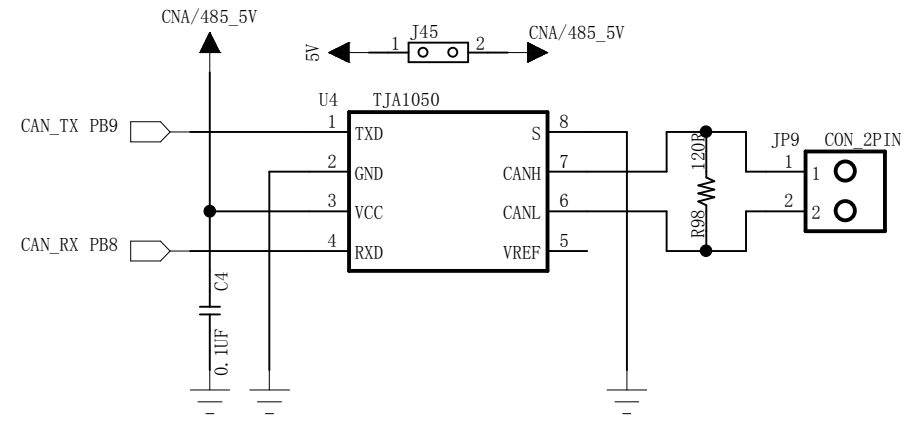 CNA/485_5V
5V
1
J45
2
CNA/485_5V
U4
TJA1050
CAN_TX PB9
1
TXD
S
8
2
GND
CANH
7
3
VCC
CANL
6
CAN_RX PB8
4
RXD
VREF
5
120R
R98
JP9
CON_2PIN
1
1
2
2
C4
0.1UF